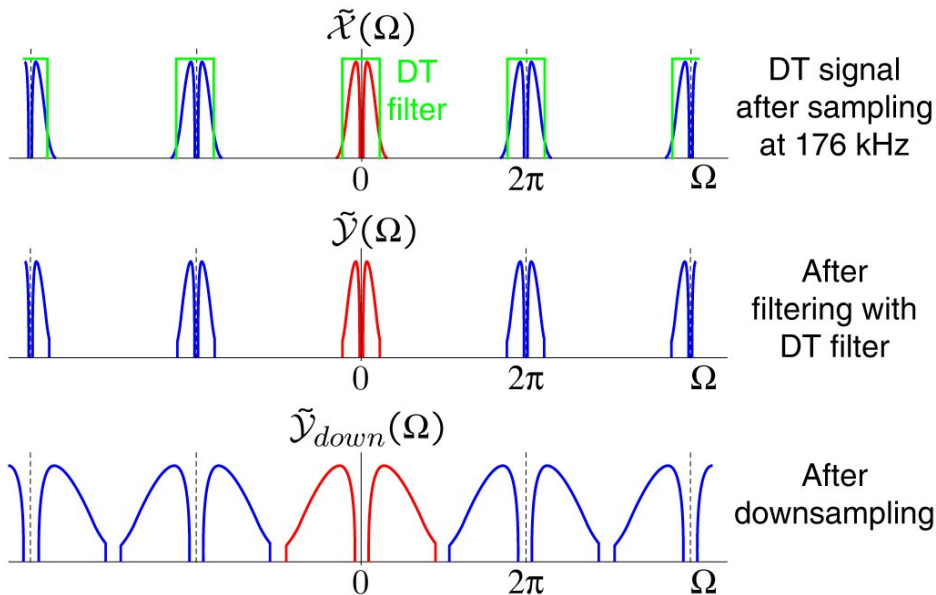 𝒳̃(Ω)
DT
filter
DT signal
after sampling
at 176 kHz
0
2π
Ω
𝒴̃(Ω)
After
filtering with
DT filter
0
2π
Ω
𝒴̃down(Ω)
After
downsampling
0
2π
Ω